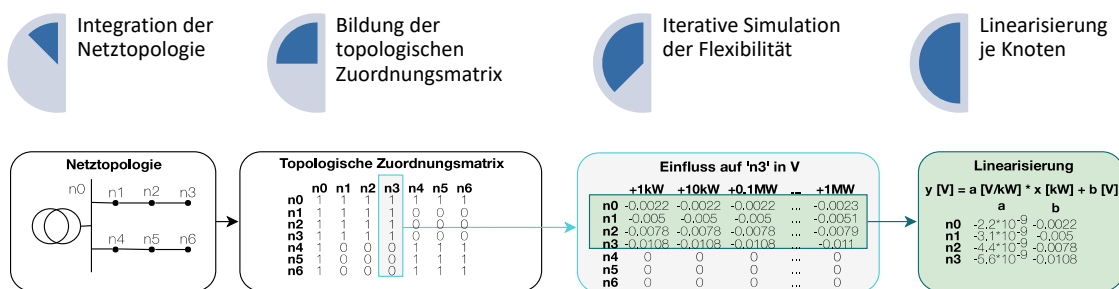 Integration der
Netztopologie
Bildung der
topologischen
Zuordnungsmatrix
Iterative Simulation
der Flexibilität
Linearisierung
je Knoten
Netztopologie
n0
n1 n2 n3
n4 n5 n6
Topologische Zuordnungsmatrix
n0 n1 n2 n3 n4 n5 n6
n0 1 1 1 1 1 1 1
n1 1 1 1 1 0 0 0
n2 1 1 1 1 0 0 0
n3 1 1 1 1 0 0 0
n4 1 0 0 0 1 1 1
n5 1 0 0 0 1 1 1
n6 1 0 0 0 1 1 1
Einfluss auf 'n3' in V
+1kW +10kW +0.1MW ... +1MW
n0 -0.0022 -0.0022 -0.0022 ... -0.0023
n1 -0.005 -0.005 -0.005 ... -0.0051
n2 -0.0078 -0.0078 -0.0078 ... -0.0079
n3 -0.0108 -0.0108 -0.0108 ... -0.011
n4 0 0 0 ... 0
n5 0 0 0 ... 0
n6 0 0 0 ... 0
Linearisierung
y [V] = a [V/kW] * x [kW] + b [V]
a b
n0 -2.2*10⁻⁹ -0.0022
n1 -3.1*10⁻⁹ -0.005
n2 -4.4*10⁻⁹ -0.0078
n3 -5.6*10⁻⁹ -0.0108